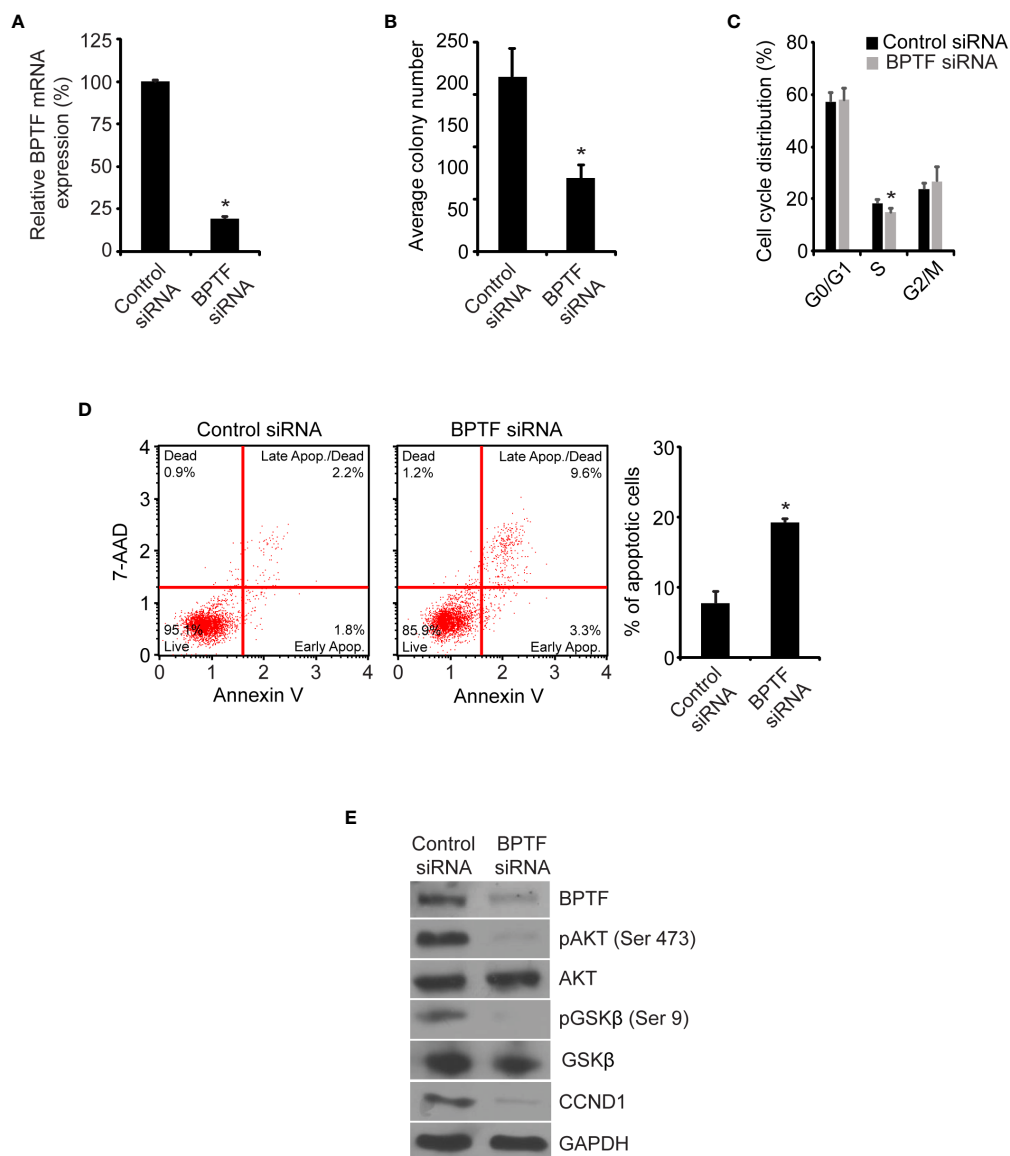 A
Relative BPTF mRNA
expression (%)
125
100
75
50
25
0
Control
siRNA
BPTF
siRNA
*
B
Average colony number
250
200
150
100
50
0
Control
siRNA
BPTF
siRNA
*
C
Cell cycle distribution (%)
80
60
40
20
0
Control siRNA
BPTF siRNA
G0/G1
S
G2/M
*
D
Control siRNA
Dead
0.9%
Late Apop./Dead
2.2%
95.1%
Live
1.8%
Early Apop.
7-AAD
4
3
2
1
0
0 1 2 3 4
Annexin V
BPTF siRNA
Dead
1.2%
Late Apop./Dead
9.6%
85.9%
Live
3.3%
Early Apop.
0 1 2 3 4
Annexin V
% of apoptotic cells
30
20
10
0
Control
siRNA
BPTF
siRNA
*
E
Control
siRNA
BPTF
siRNA
BPTF
pAKT (Ser 473)
AKT
pGSKβ (Ser 9)
GSKβ
CCND1
GAPDH